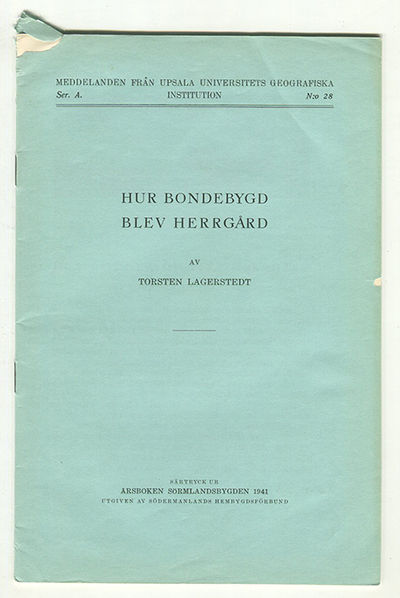 MEDDELANDEN FRÅN UPSALA UNIVERSITETS GEOGRAFISKA
Ser. A. INSTITUTION N:o 28
HUR BONDEBYGD
BLEV HERRGÅRD
AV
TORSTEN LAGERSTEDT
SÄRTRYCK UR
ÅRSBOKEN SÖRMLANDSBYGDEN 1941
UTGIVEN AV SÖDERMANLANDS HEMBYGDSFÖRBUND